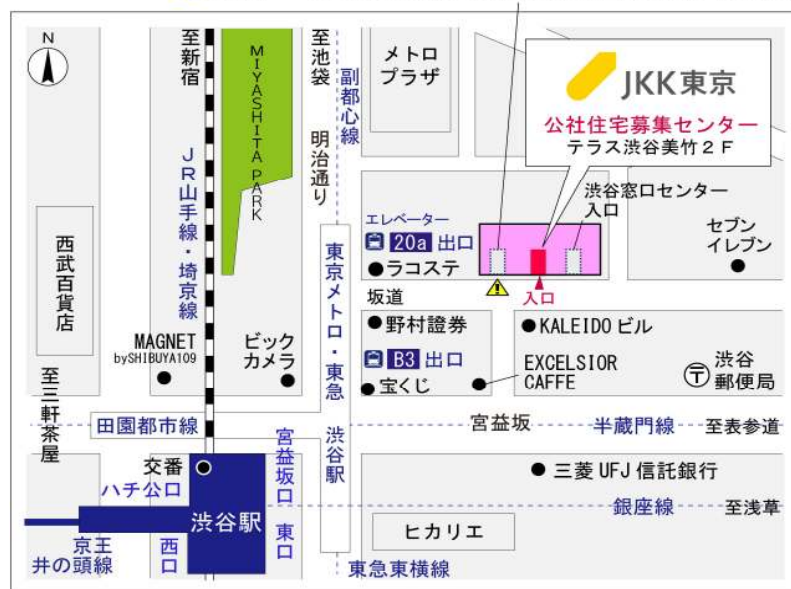 N
至新宿
MIYASHITA PARK
至池袋
副都心線
明治通り
メトロ
プラザ
JKK東京
公社住宅募集センター
テラス渋谷美竹2F
JR山手線・埼京線
渋谷窓口センター
入口
エレベーター
20a 出口
ラコステ
セブン
イレブン
西武百貨店
東京メトロ・東急 渋谷駅
坂道
入口
野村證券
KALEIDO ビル
MAGNET
bySHIBUYA109
ビック
カメラ
B3 出口
EXCELSIOR
CAFFE
渋谷
郵便局
宝くじ
至三軒茶屋
田園都市線
宮益坂
半蔵門線
至表参道
交番
ハチ公口
宮益坂口
三菱UFJ信託銀行
渋谷駅
銀座線
至浅草
京王
井の頭線
西口
東口
ヒカリエ
東急東横線